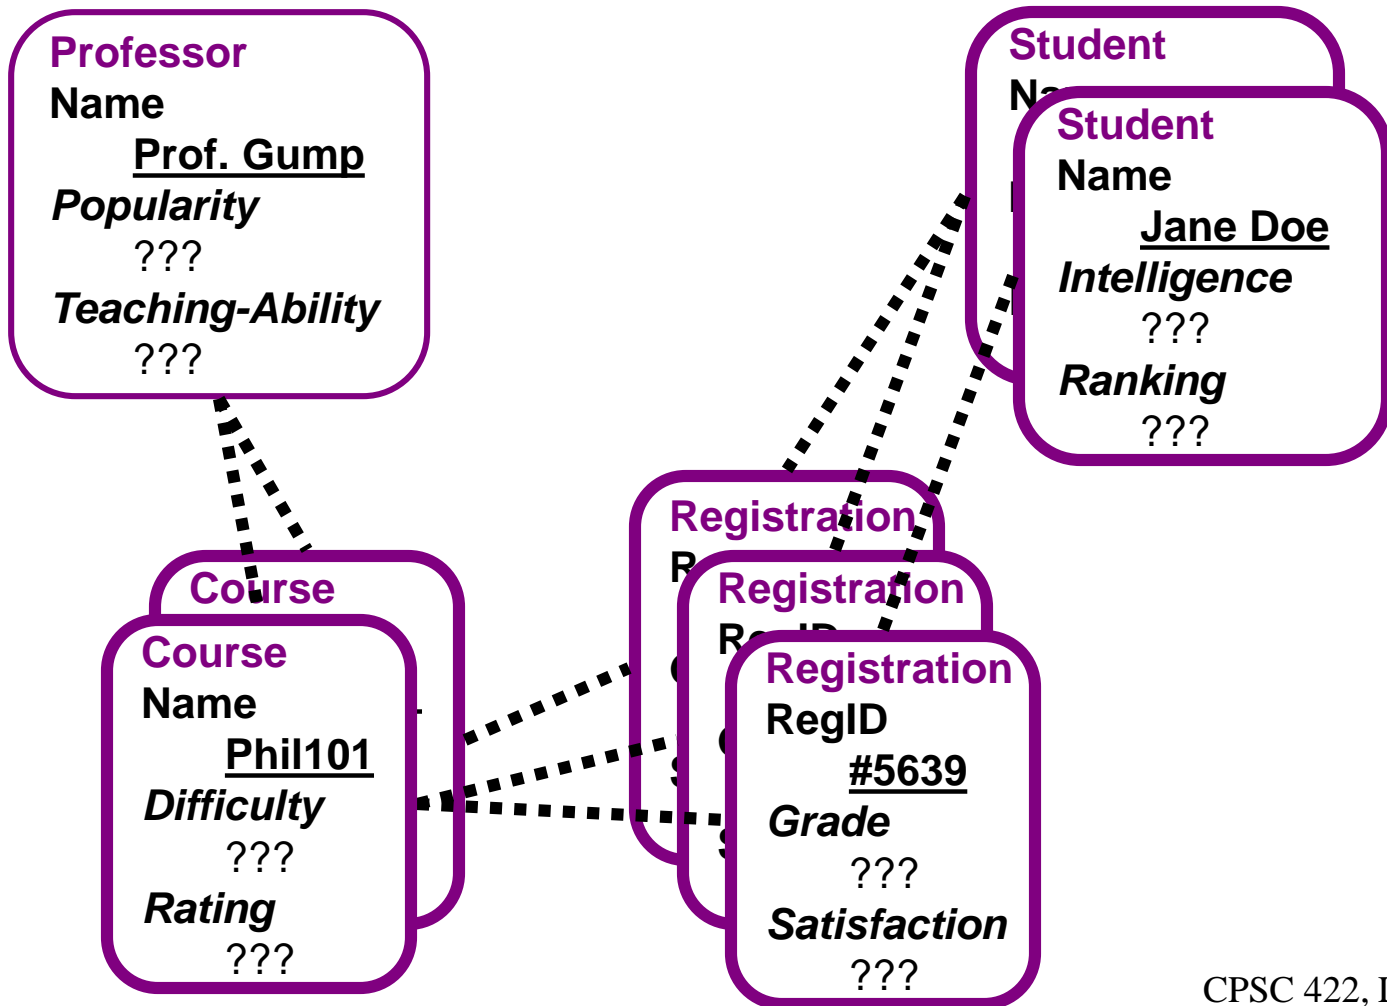 Professor
Name
Prof. Gump
Popularity
???
Teaching-Ability
???
Student
Student
Name
Jane Doe
Intelligence
???
Ranking
???
Course
Course
Name
Phil101
Difficulty
???
Rating
???
Registration
Registration
Registration
RegID
#5639
Grade
???
Satisfaction
???
CPSC 422,